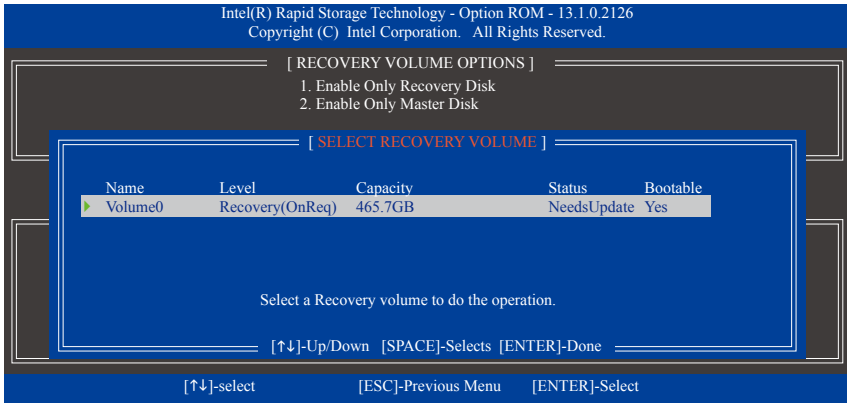 Intel(R) Rapid Storage Technology - Option ROM - 13.1.0.2126
Copyright (C) Intel Corporation. All Rights Reserved.
[ RECOVERY VOLUME OPTIONS ]
1. Enable Only Recovery Disk
2. Enable Only Master Disk
[ SELECT RECOVERY VOLUME ]
Name Level Capacity Status Bootable
Volume0 Recovery(OnReq) 465.7GB NeedsUpdate Yes
Select a Recovery volume to do the operation.
[↑↓]-Up/Down [SPACE]-Selects [ENTER]-Done
[↑↓]-select [ESC]-Previous Menu [ENTER]-Select